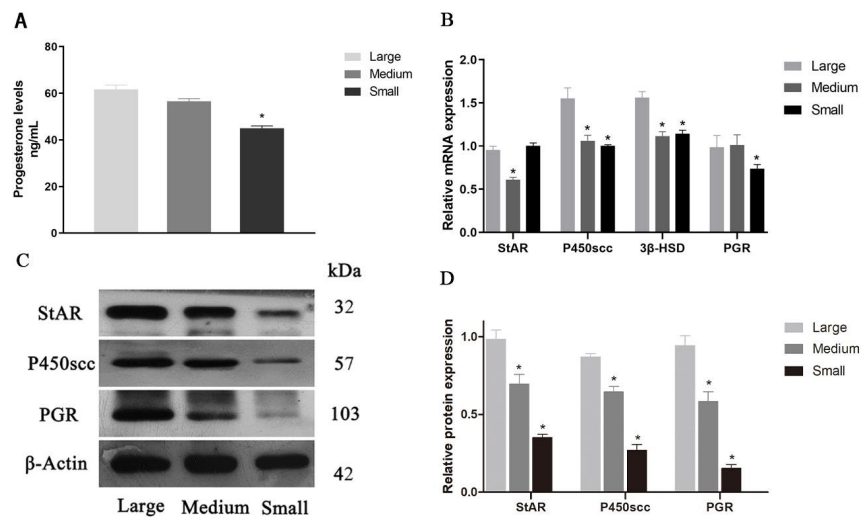 A
Progesterone levels
ng/mL
80
60
40
20
0
*
Large
Medium
Small
B
Relative mRNA expression
2.0
1.5
1.0
0.5
0.0
* * * * * *
StAR P450scc 3β-HSD PGR
Large
Medium
Small
C
kDa
StAR 32
P450scc 57
PGR 103
β-Actin 42
Large Medium Small
D
Relative protein expression
1.0
0.5
0.0
* * * * * *
StAR P450scc PGR
Large
Medium
Small